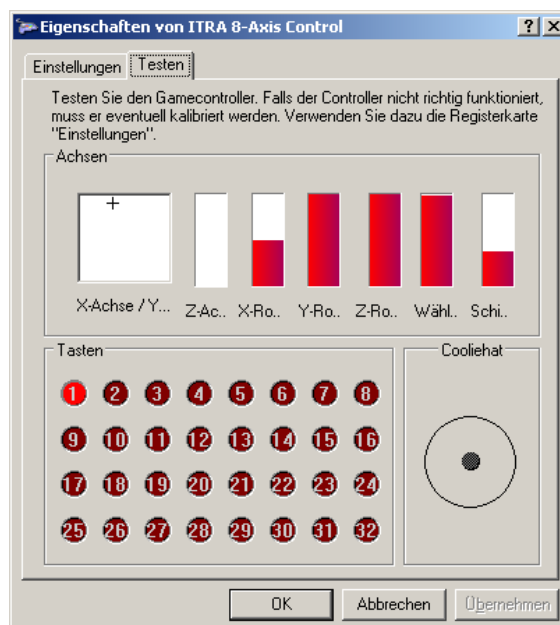 Eigenschaften von ITRA 8-Axis Control
Einstellungen Testen
Testen Sie den Gamecontroller. Falls der Controller nicht richtig funktioniert,
muss er eventuell kalibriert werden. Verwenden Sie dazu die Registerkarte
"Einstellungen".
Achsen
X-Achse / Y... Z-Ac.. X-Ro.. Y-Ro.. Z-Ro.. Wähl.. Schi..
Tasten
1 2 3 4 5 6 7 8
9 10 11 12 13 14 15 16
17 18 19 20 21 22 23 24
25 26 27 28 29 30 31 32
Cooliehat
OK Abbrechen Übernehmen